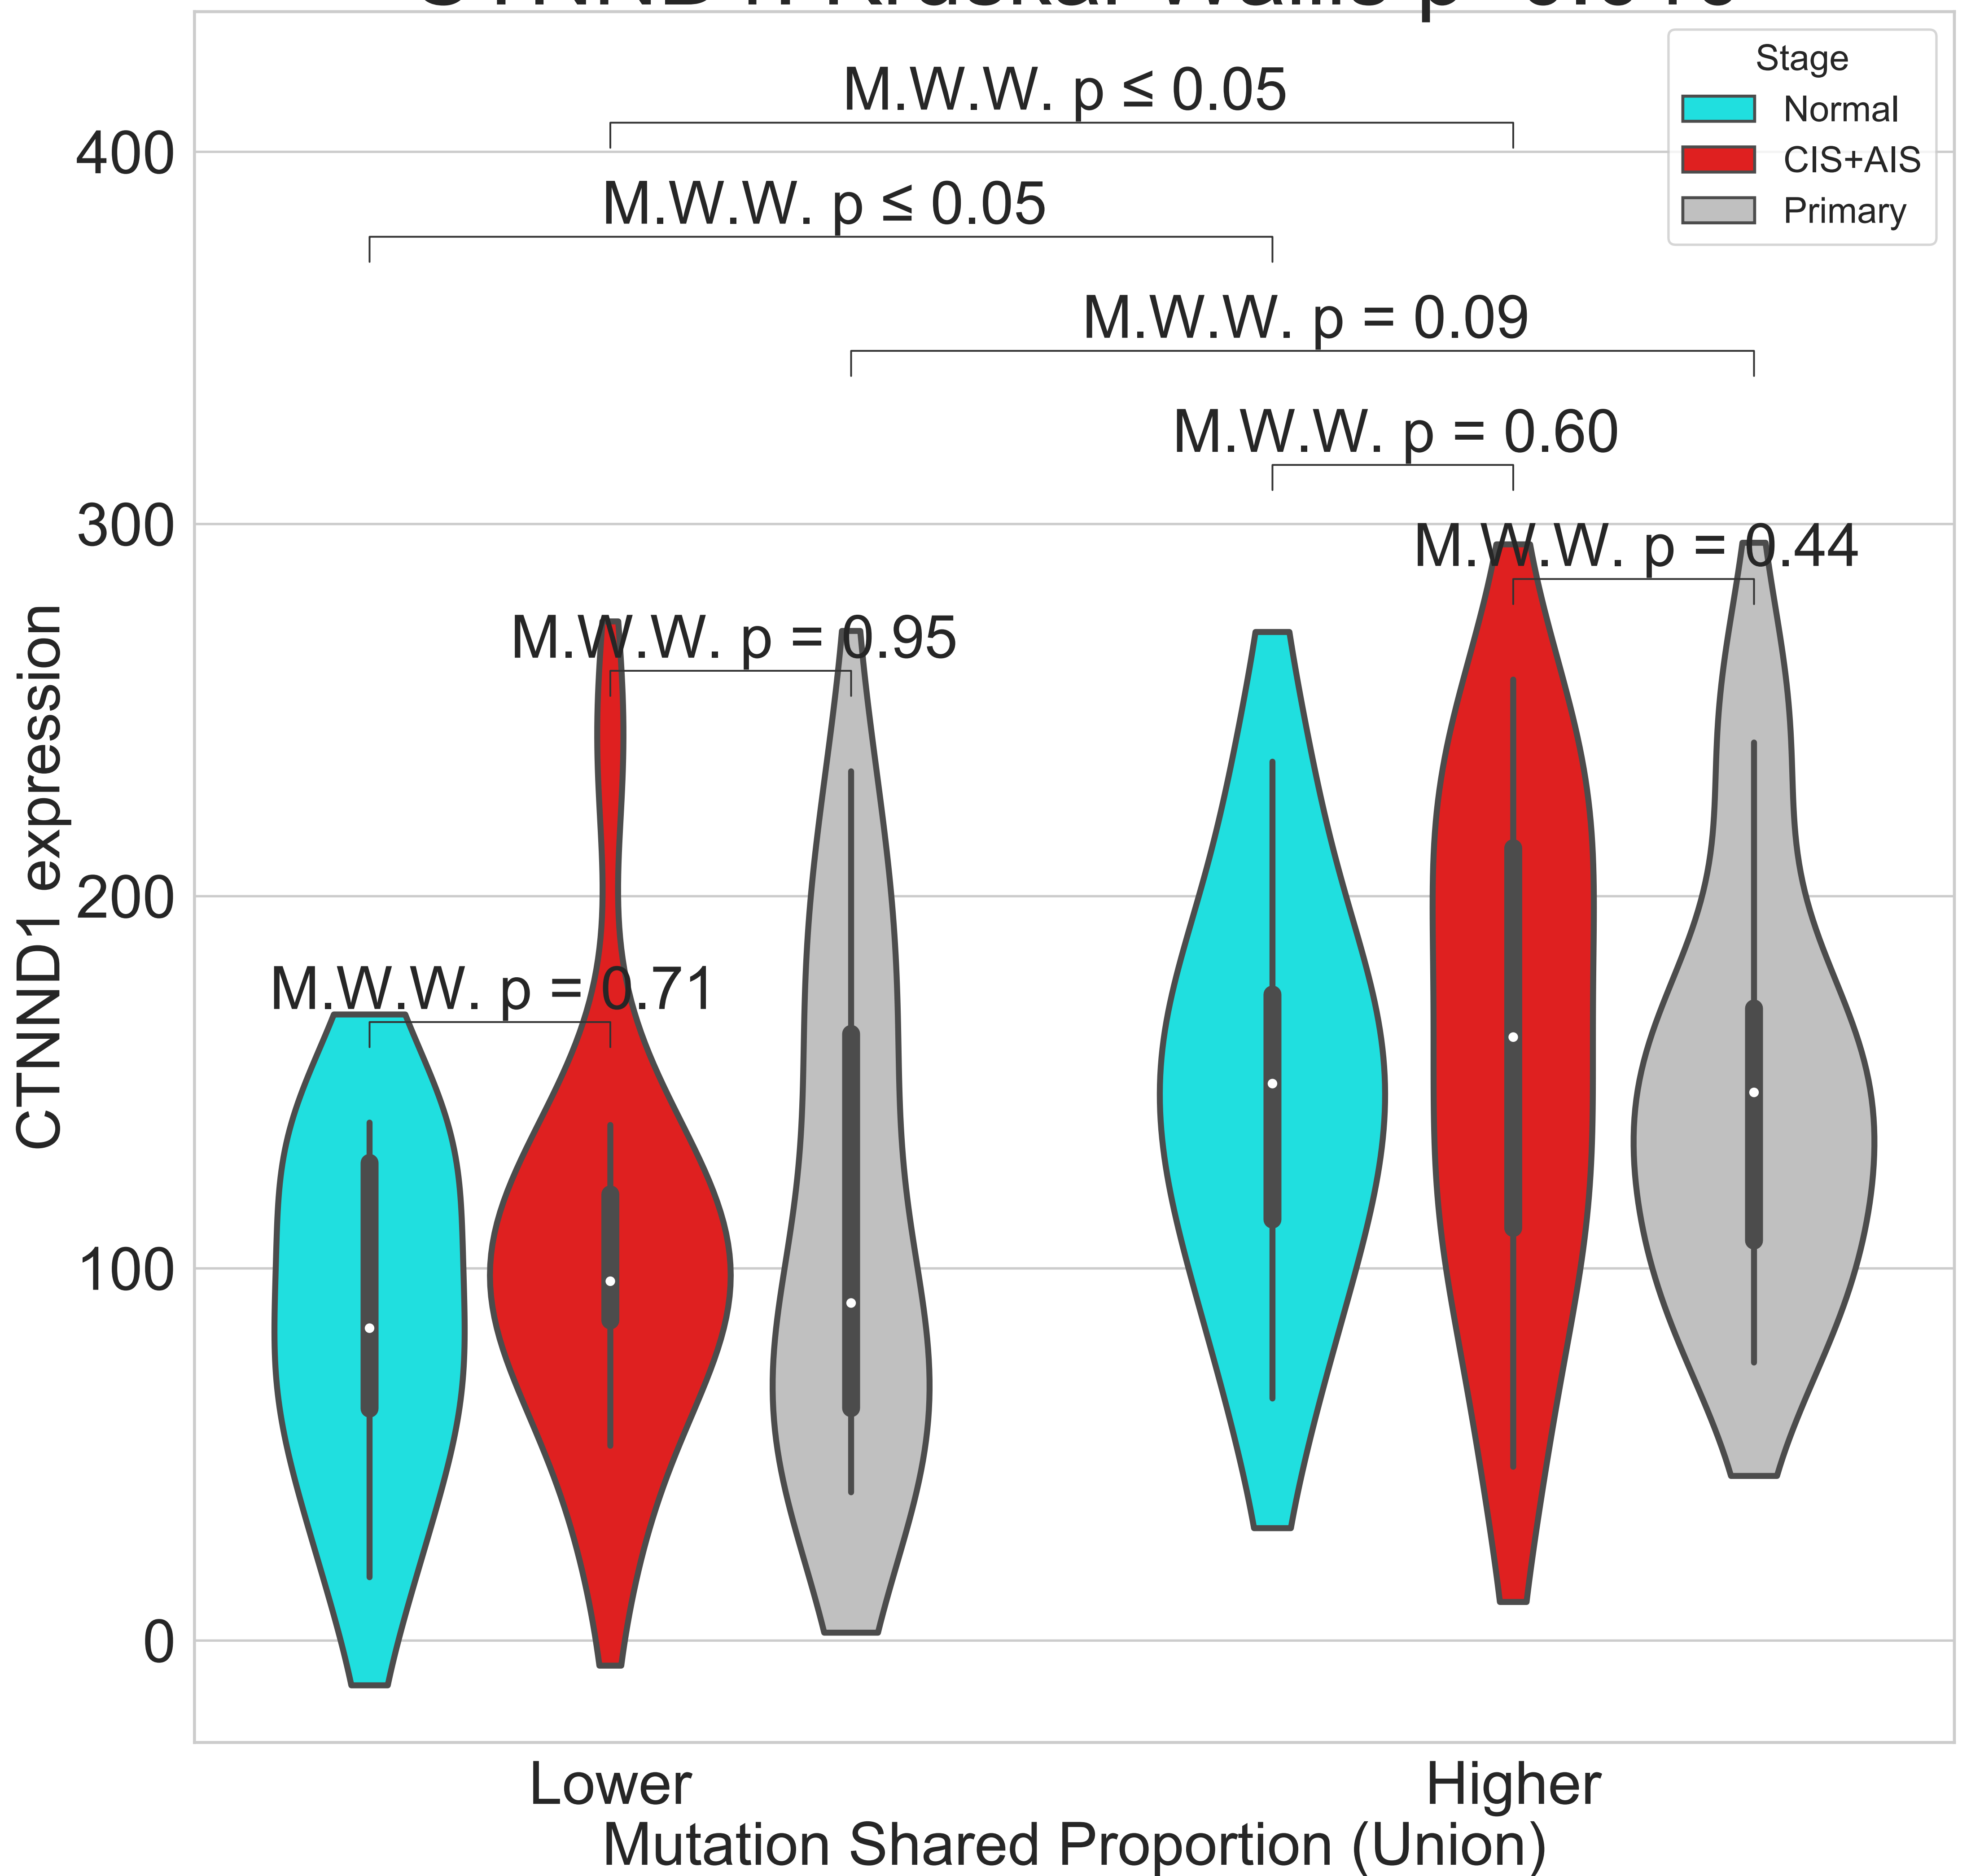 Stage
Normal
CIS+AIS
Primary
M.W.W. p ≤ 0.05
M.W.W. p ≤ 0.05
M.W.W. p = 0.09
M.W.W. p = 0.60
M.W.W. p = 0.44
M.W.W. p = 0.95
M.W.W. p = 0.71
400
300
200
100
0
CTNND1 expression
Lower
Higher
Mutation Shared Proportion (Union)